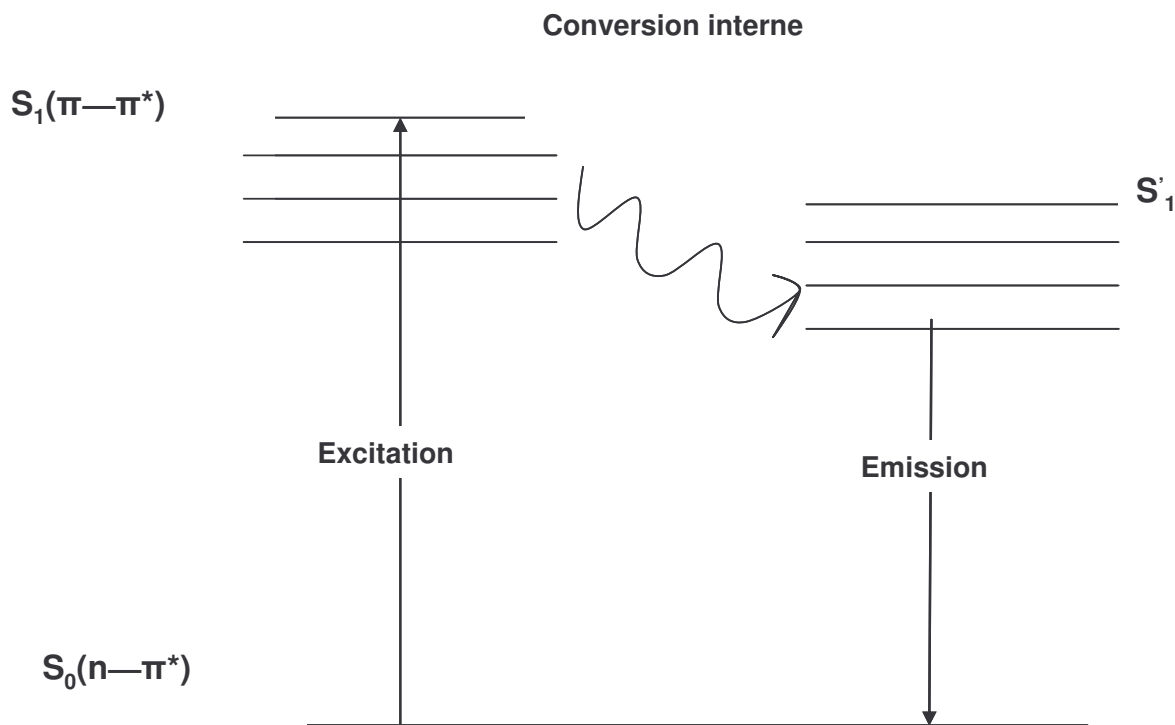 Conversion interne
S₁(π—π*)
S’₁
Excitation
Emission
S₀(n—π*)